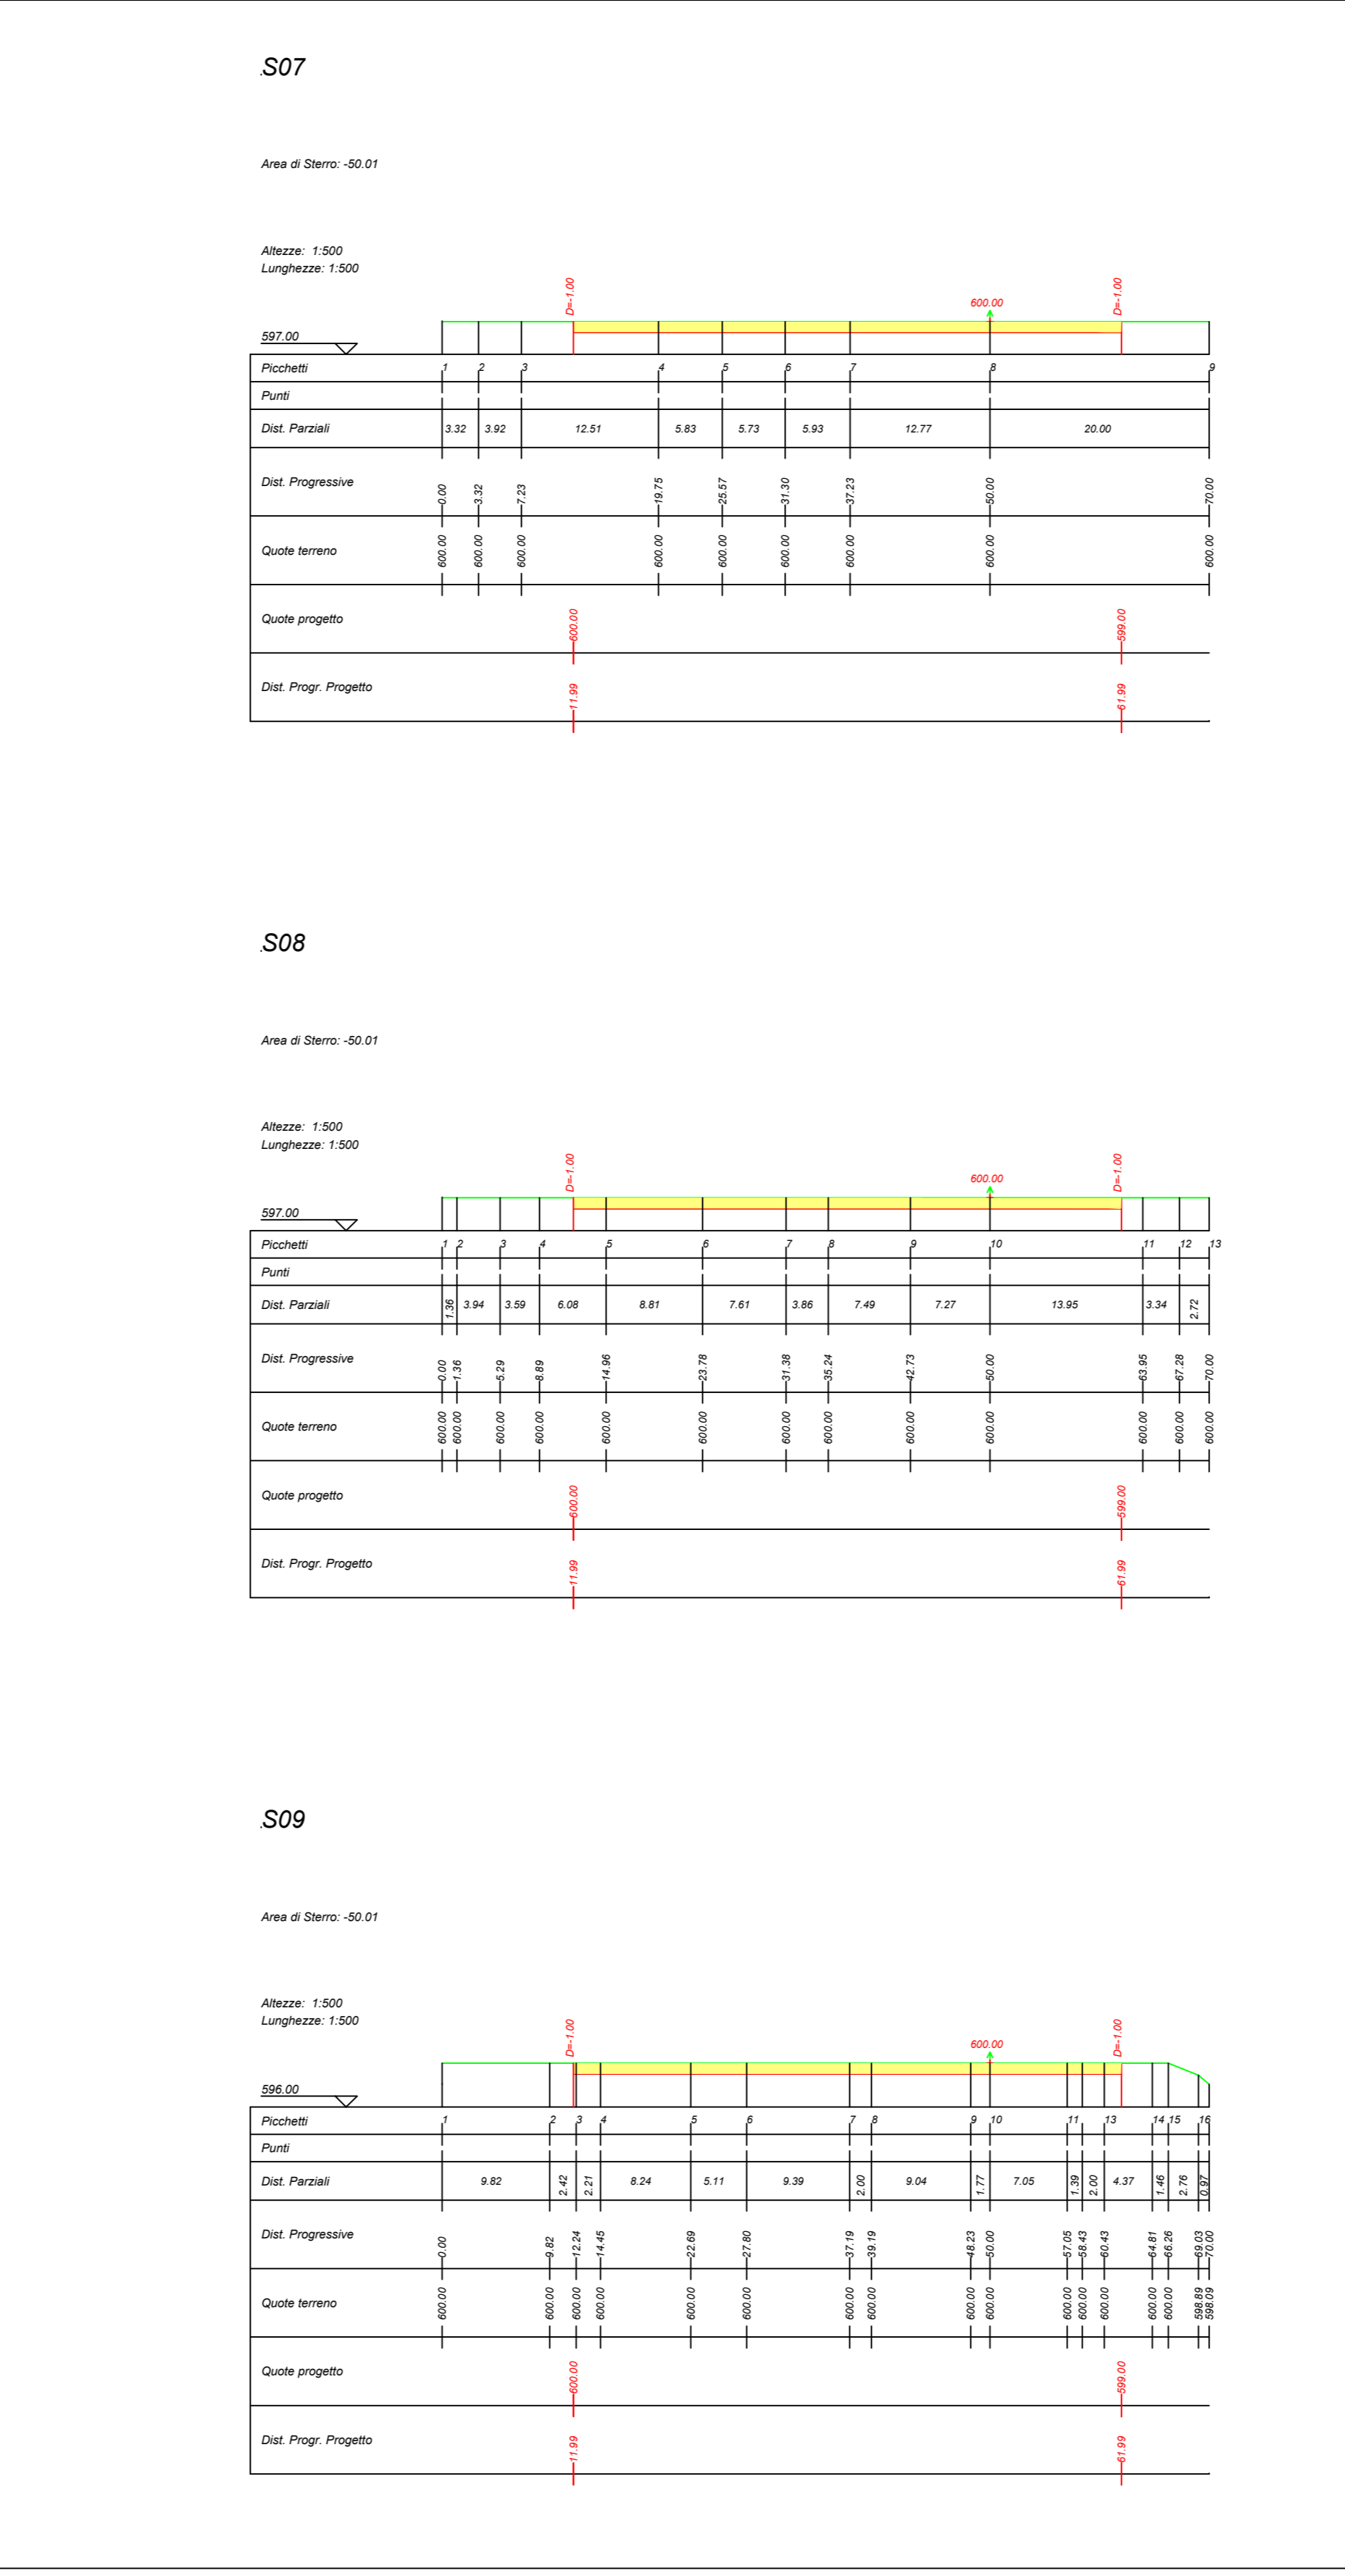 .S07
Area di Sterro: -50.01
Altezze: 1:500
Lunghezze: 1:500
D=-1.00 600.00 D=-1.00
597.00
Picchetti 1 2 3 4 5 6 7 8 9
Punti
Dist. Parziali 3.32 3.92 12.51 5.83 5.73 5.93 12.77 20.00
Dist. Progressive 0.00 3.32 7.23 19.75 25.57 31.30 37.23 50.00 70.00
Quote terreno 600.00 600.00 600.00 600.00 600.00 600.00 600.00 600.00 600.00
Quote progetto 600.00 599.00
Dist. Progr. Progetto 11.99 61.99
.S08
Area di Sterro: -50.01
Altezze: 1:500
Lunghezze: 1:500
D=-1.00 600.00 D=-1.00
597.00
Picchetti 1 2 3 4 5 6 7 8 9 10 11 12 13
Punti
Dist. Parziali 1.36 3.94 3.59 6.08 8.81 7.61 3.86 7.49 7.27 13.95 3.34 2.72
Dist. Progressive 0.00 1.36 5.29 8.89 14.96 23.78 31.38 35.24 42.73 50.00 63.95 67.28 70.00
Quote terreno 600.00 600.00 600.00 600.00 600.00 600.00 600.00 600.00 600.00 600.00 600.00 600.00 600.00
Quote progetto 600.00 599.00
Dist. Progr. Progetto 11.99 61.99
.S09
Area di Sterro: -50.01
Altezze: 1:500
Lunghezze: 1:500
D=-1.00 600.00 D=-1.00
596.00
Picchetti 1 2 3 4 5 6 7 8 9 10 11 13 14 15 16
Punti
Dist. Parziali 9.82 2.42 2.21 8.24 5.11 9.39 2.00 9.04 1.77 7.05 1.39 2.00 4.37 1.46 2.76 0.97
Dist. Progressive 0.00 9.82 12.24 14.45 22.69 27.80 37.19 39.19 48.23 50.00 57.05 58.43 60.43 64.81 66.26 69.03 70.00
Quote terreno 600.00 600.00 600.00 600.00 600.00 600.00 600.00 600.00 600.00 600.00 600.00 600.00 600.00 600.00 600.00 598.89 598.09
Quote progetto 600.00 599.00
Dist. Progr. Progetto 11.99 61.99